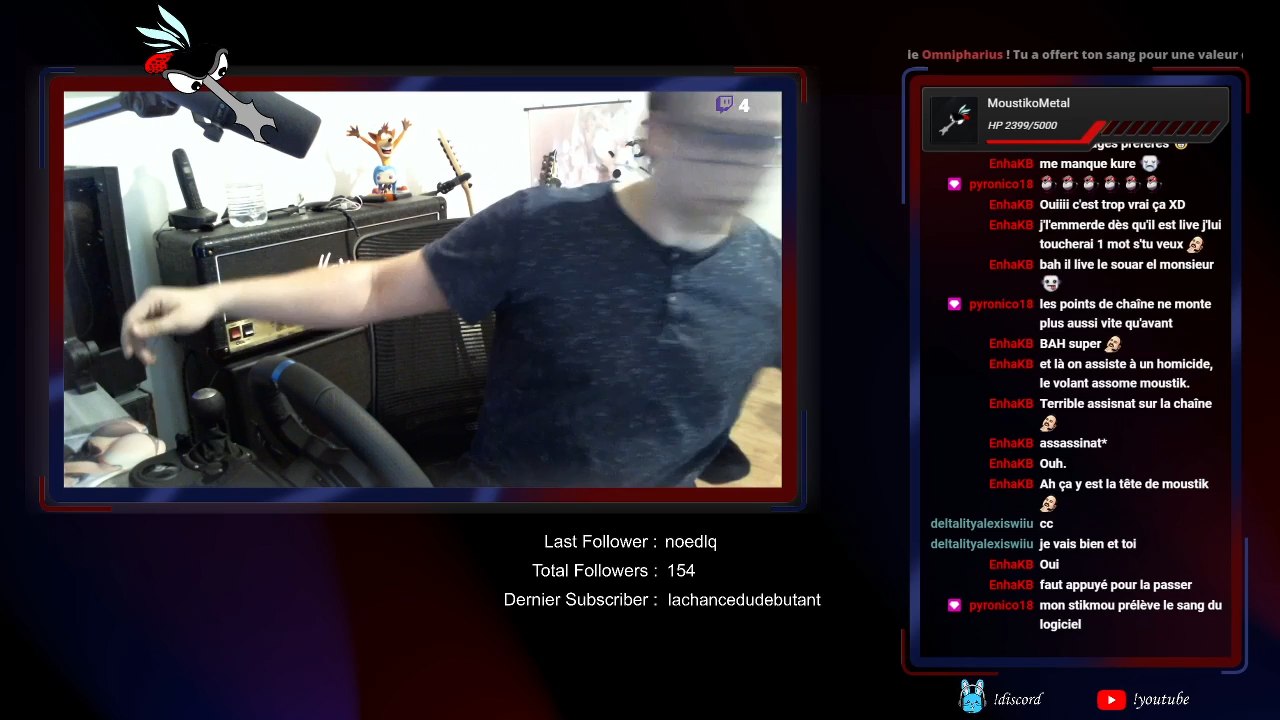 le Omnipharius ! Tu a offert ton sang pour une valeur
4
MoustikoMetal
HP 2399/5000
EnhaKB me manque kure
pyronico18
EnhaKB Ouiiii c'est trop vrai ça XD
EnhaKB j'l'emmerde dès qu'il est live j'lui
toucherai 1 mot s'tu veux
EnhaKB bah il live le souar el monsieur
pyronico18 les points de chaîne ne monte
plus aussi vite qu'avant
EnhaKB BAH super
EnhaKB et là on assiste à un homicide,
le volant assome moustik.
EnhaKB Terrible assisnat sur la chaîne
EnhaKB assassinat*
EnhaKB Ouh.
EnhaKB Ah ça y est la tête de moustik
deltalityalexiswiiu cc
deltalityalexiswiiu je vais bien et toi
EnhaKB Oui
EnhaKB faut appuyé pour la passer
pyronico18 mon stikmou prélève le sang du
logiciel
Last Follower : noedlq
Total Followers : 154
Dernier Subscriber : lachancedudebutant
!discord
!youtube